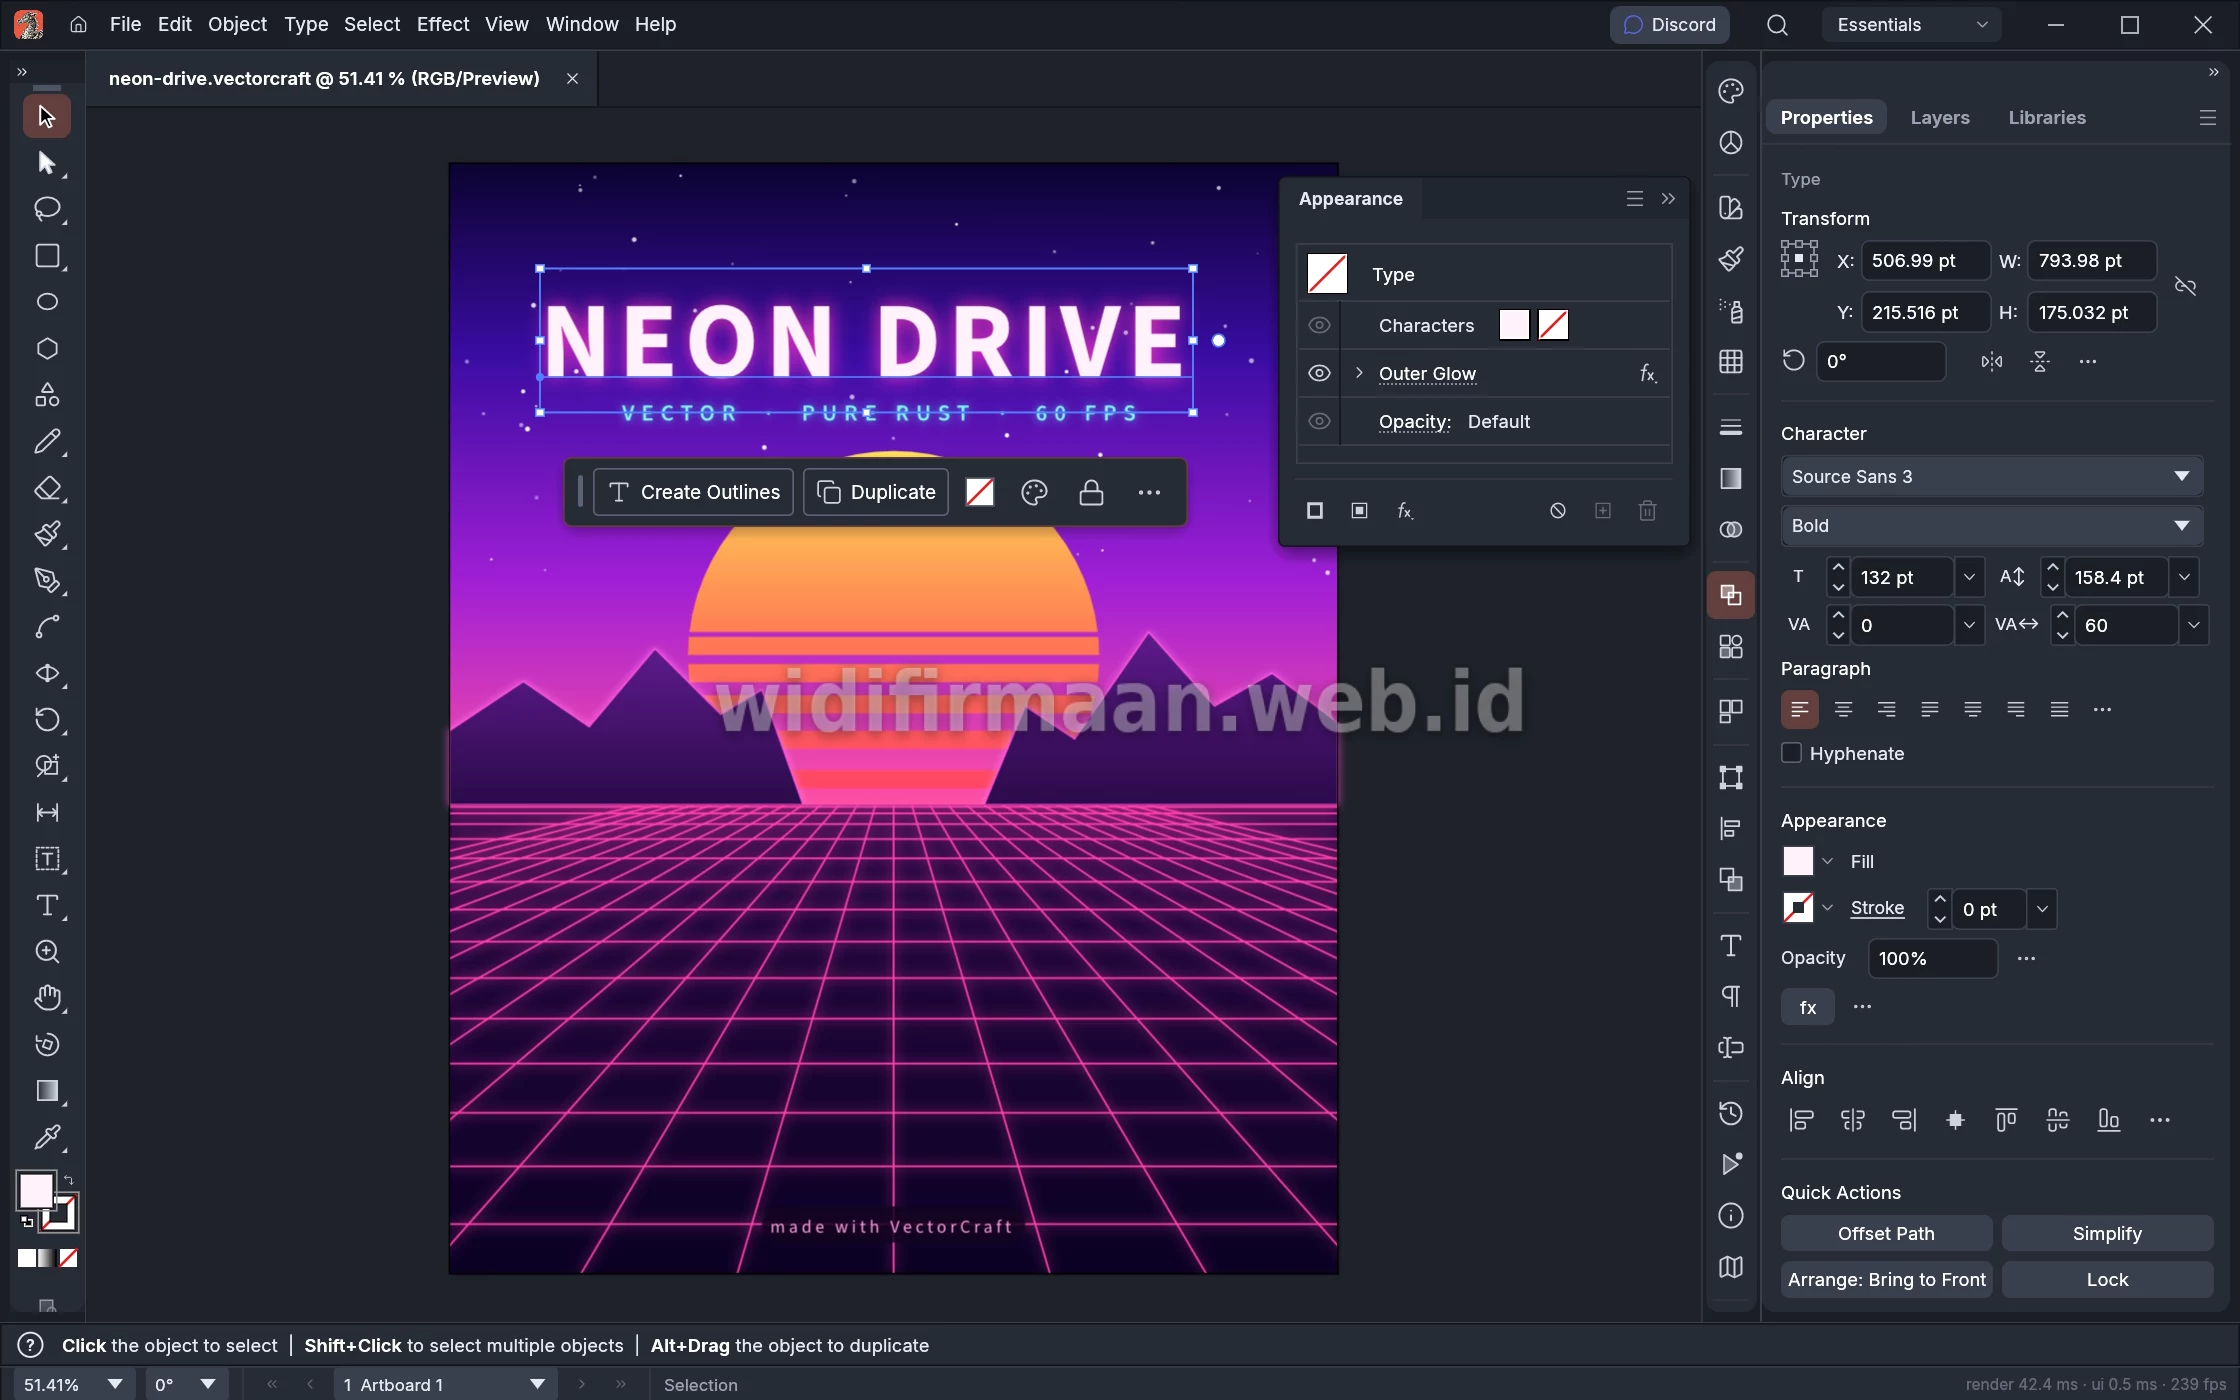 File Edit Object Type Select Effect View Window Help
Discord
Essentials
neon-drive.vectorcraft @ 51.41 % (RGB/Preview)
Properties Layers Libraries
Type
Transform
X: 506.99 pt W: 793.98 pt
Y: 215.516 pt H: 175.032 pt
0°
Character
Source Sans 3
Bold
T 132 pt A 158.4 pt
VA 0 VA 60
Paragraph
Hyphenate
Appearance
Fill
Stroke 0 pt
Opacity 100%
fx
Align
Quick Actions
Offset Path Simplify
Arrange: Bring to Front Lock
Appearance
Type
Characters
Outer Glow fx
Opacity: Default
fx
NEON DRIVE
VECTOR · PURE RUST · 60 FPS
Create Outlines Duplicate
widifirmaan.web.id
made with VectorCraft
Click the object to select | Shift+Click to select multiple objects | Alt+Drag the object to duplicate
51.41% 0° 1 Artboard 1 Selection
render 42.4 ms · ui 0.5 ms · 239 fps